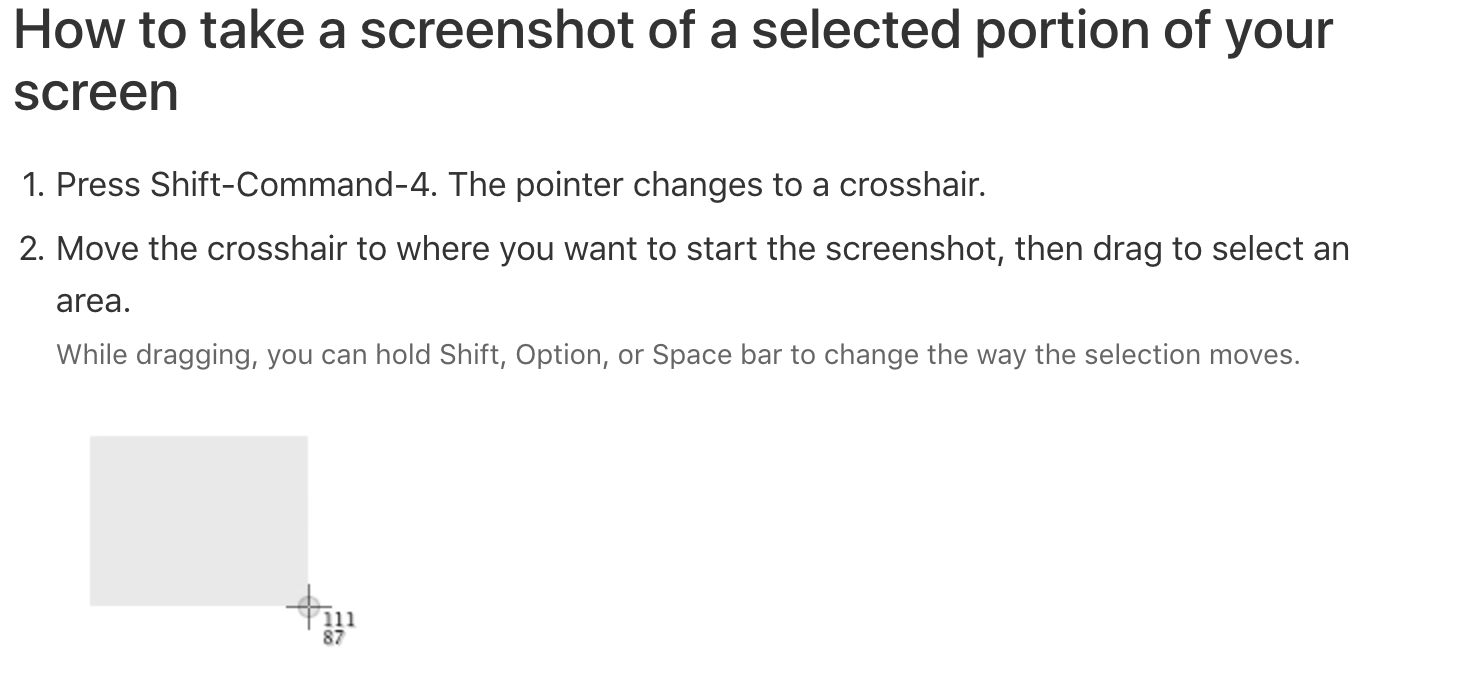 How to take a screenshot of a selected portion of your
screen
1. Press Shift-Command-4. The pointer changes to a crosshair.
2. Move the crosshair to where you want to start the screenshot, then drag to select an
area.
While dragging, you can hold Shift, Option, or Space bar to change the way the selection moves.
111
87